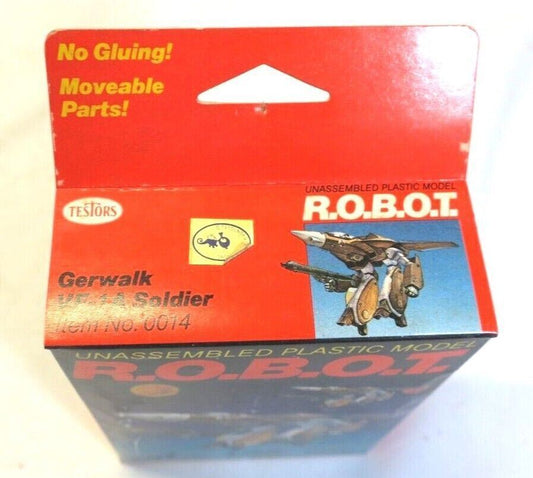 No Gluing!
Moveable
Parts!
UNASSEMBLED PLASTIC MODEL
R.O.B.O.T.
TESTORS
Gerwalk
VF-1A Soldier
Item No. 0014
UNASSEMBLED PLASTIC MODEL
R.O.B.O.T.